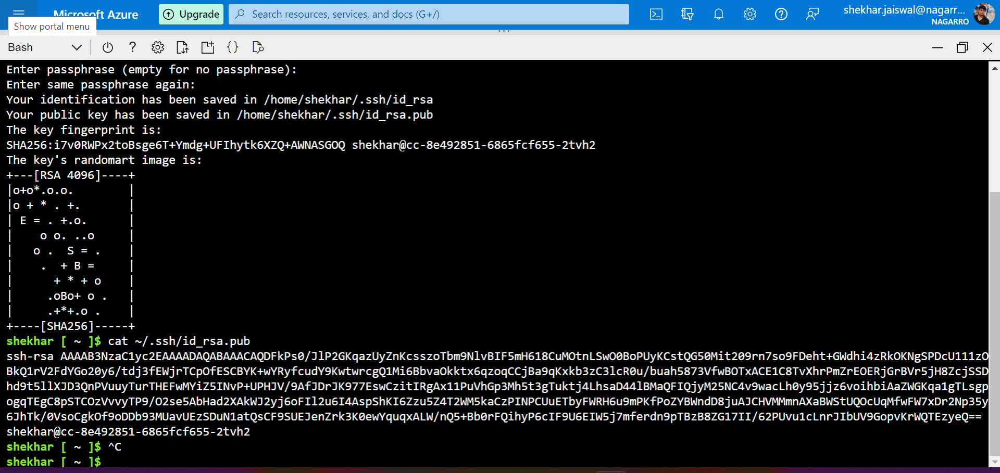 Microsoft Azure
Upgrade
Search resources, services, and docs (G+/)
shekhar.jaiswal@nagarr...
NAGARRO
Show portal menu
Bash
Enter passphrase (empty for no passphrase):
Enter same passphrase again:
Your identification has been saved in /home/shekhar/.ssh/id_rsa
Your public key has been saved in /home/shekhar/.ssh/id_rsa.pub
The key fingerprint is:
SHA256:i7v0RWPx2toBsge6T+Ymdg+UFIhytk6XZQ+AWNASGOQ shekhar@cc-8e492851-6865fcf655-2tvh2
The key's randomart image is:
+---[RSA 4096]----+
|o+o*.o.o.        |
|o + * . +.       |
| E = . +.o.      |
|    o o. ..o     |
|   o .  S = .    |
|    .  + B =     |
|      + * + o    |
|     .oBo+ o .   |
|     .+*+.o .    |
+----[SHA256]-----+
shekhar [ ~ ]$ cat ~/.ssh/id_rsa.pub
ssh-rsa AAAAB3NzaC1yc2EAAAADAQABAAACAQDFkPs0/JlP2GKqazUyZnKcsszoTbm9NlvBIF5mH618CuMOtnLSwO0BoPUyKCstQG50Mit209rn7so9FDeht+GWdhi4zRkOKNgSPDcU111zO
BkQ1rV2FdYGo20y6/tdj3fEWjrTCpOfESCBYK+wYRyfcudY9KwtwrcgQ1Mi6BbvaOkktx6qzoqCCjBa9qKxkb3zC3lcR0u/buah5873VfwBOTxACE1C8TvXhrPmZrEOERjGrBVr5jH8ZcjSSD
hd9t5llXJD3QnPVuuyTurTHEFwMYiZ5INvP+UPHJV/9AfJDrJK977EswCzitIRgAx11PuVhGp3Mh5t3gTuktj4LhsaD44lBMaQFIQjyM25NC4v9wacLh0y95jjz6voihbiAaZWGKqa1gTLsgp
ogqTEgC8pSTCOzVvvyTP9/O2se5AbHad2XAkWJ2yj6oFIl2u6I4AspShKI6Zzu5Z4T2WM5kaCzPINPCUuETbyFWRH6u9mPKfPoZYBWndD8juAJCHVMMmnAXaBWStUQOcUqMfwFW7xDr2Np35y
6JhTk/0VsoCgkOf9oDDb93MUavUEzSDuN1atQsCF9SUEJenZrk3K0ewYquqxALW/nQ5+Bb0rFQihyP6cIF9U6EIW5j7mferdn9pTBzB8ZG17II/62PUvu1cLnrJIbUV9GopvKrWQTEzyeQ==
shekhar@cc-8e492851-6865fcf655-2tvh2
shekhar [ ~ ]$ ^C
shekhar [ ~ ]$